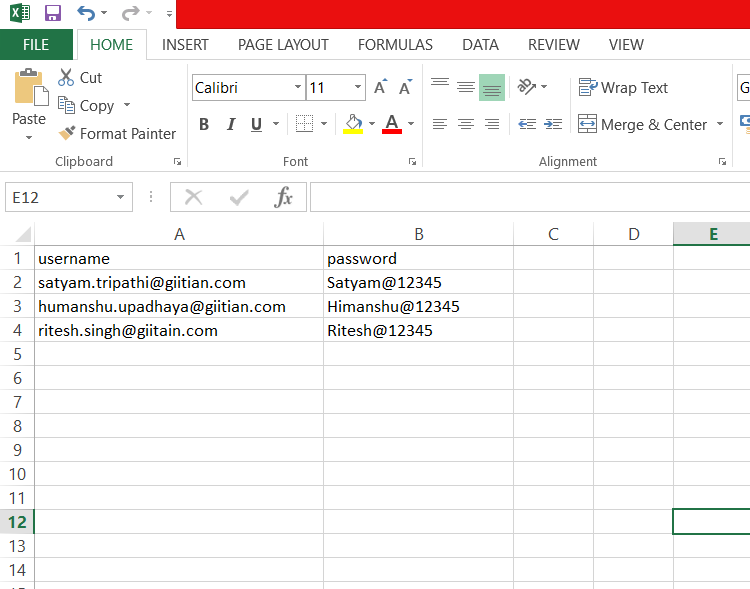 FILE HOME INSERT PAGE LAYOUT FORMULAS DATA REVIEW VIEW
Paste
Cut
Copy
Format Painter
Calibri 11 A A
Wrap Text G
B I U A
Merge & Center
Clipboard Font Alignment
E12 fx
A B C D E
1 username password
2 satyam.tripathi@giitian.com Satyam@12345
3 humanshu.upadhaya@giitian.com Himanshu@12345
4 ritesh.singh@giitain.com Ritesh@12345
5
6
7
8
9
10
11
12
13
14